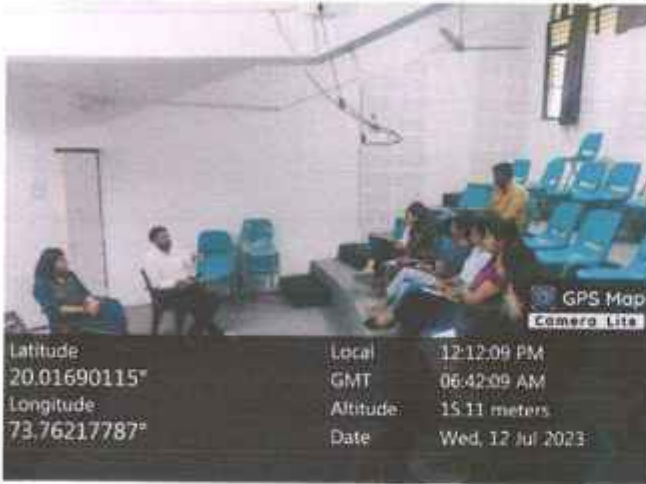 GPS Map
Camera Lite
Latitude
20.01690115°
Longitude
73.76217787°
Local 12:12:09 PM
GMT 06:42:09 AM
Altitude 15.11 meters
Date Wed, 12 Jul 2023